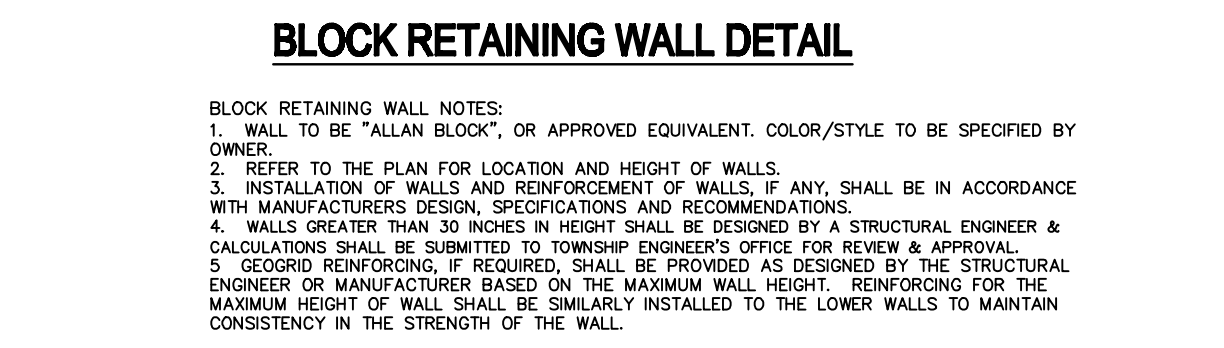 BLOCK RETAINING WALL DETAIL
BLOCK RETAINING WALL NOTES:
1. WALL TO BE "ALLAN BLOCK", OR APPROVED EQUIVALENT. COLOR/STYLE TO BE SPECIFIED BY
OWNER.
2. REFER TO THE PLAN FOR LOCATION AND HEIGHT OF WALLS.
3. INSTALLATION OF WALLS AND REINFORCEMENT OF WALLS, IF ANY, SHALL BE IN ACCORDANCE
WITH MANUFACTURERS DESIGN, SPECIFICATIONS AND RECOMMENDATIONS.
4. WALLS GREATER THAN 30 INCHES IN HEIGHT SHALL BE DESIGNED BY A STRUCTURAL ENGINEER &
CALCULATIONS SHALL BE SUBMITTED TO TOWNSHIP ENGINEER'S OFFICE FOR REVIEW & APPROVAL.
5 GEOGRID REINFORCING, IF REQUIRED, SHALL BE PROVIDED AS DESIGNED BY THE STRUCTURAL
ENGINEER OR MANUFACTURER BASED ON THE MAXIMUM WALL HEIGHT. REINFORCING FOR THE
MAXIMUM HEIGHT OF WALL SHALL BE SIMILARLY INSTALLED TO THE LOWER WALLS TO MAINTAIN
CONSISTENCY IN THE STRENGTH OF THE WALL.